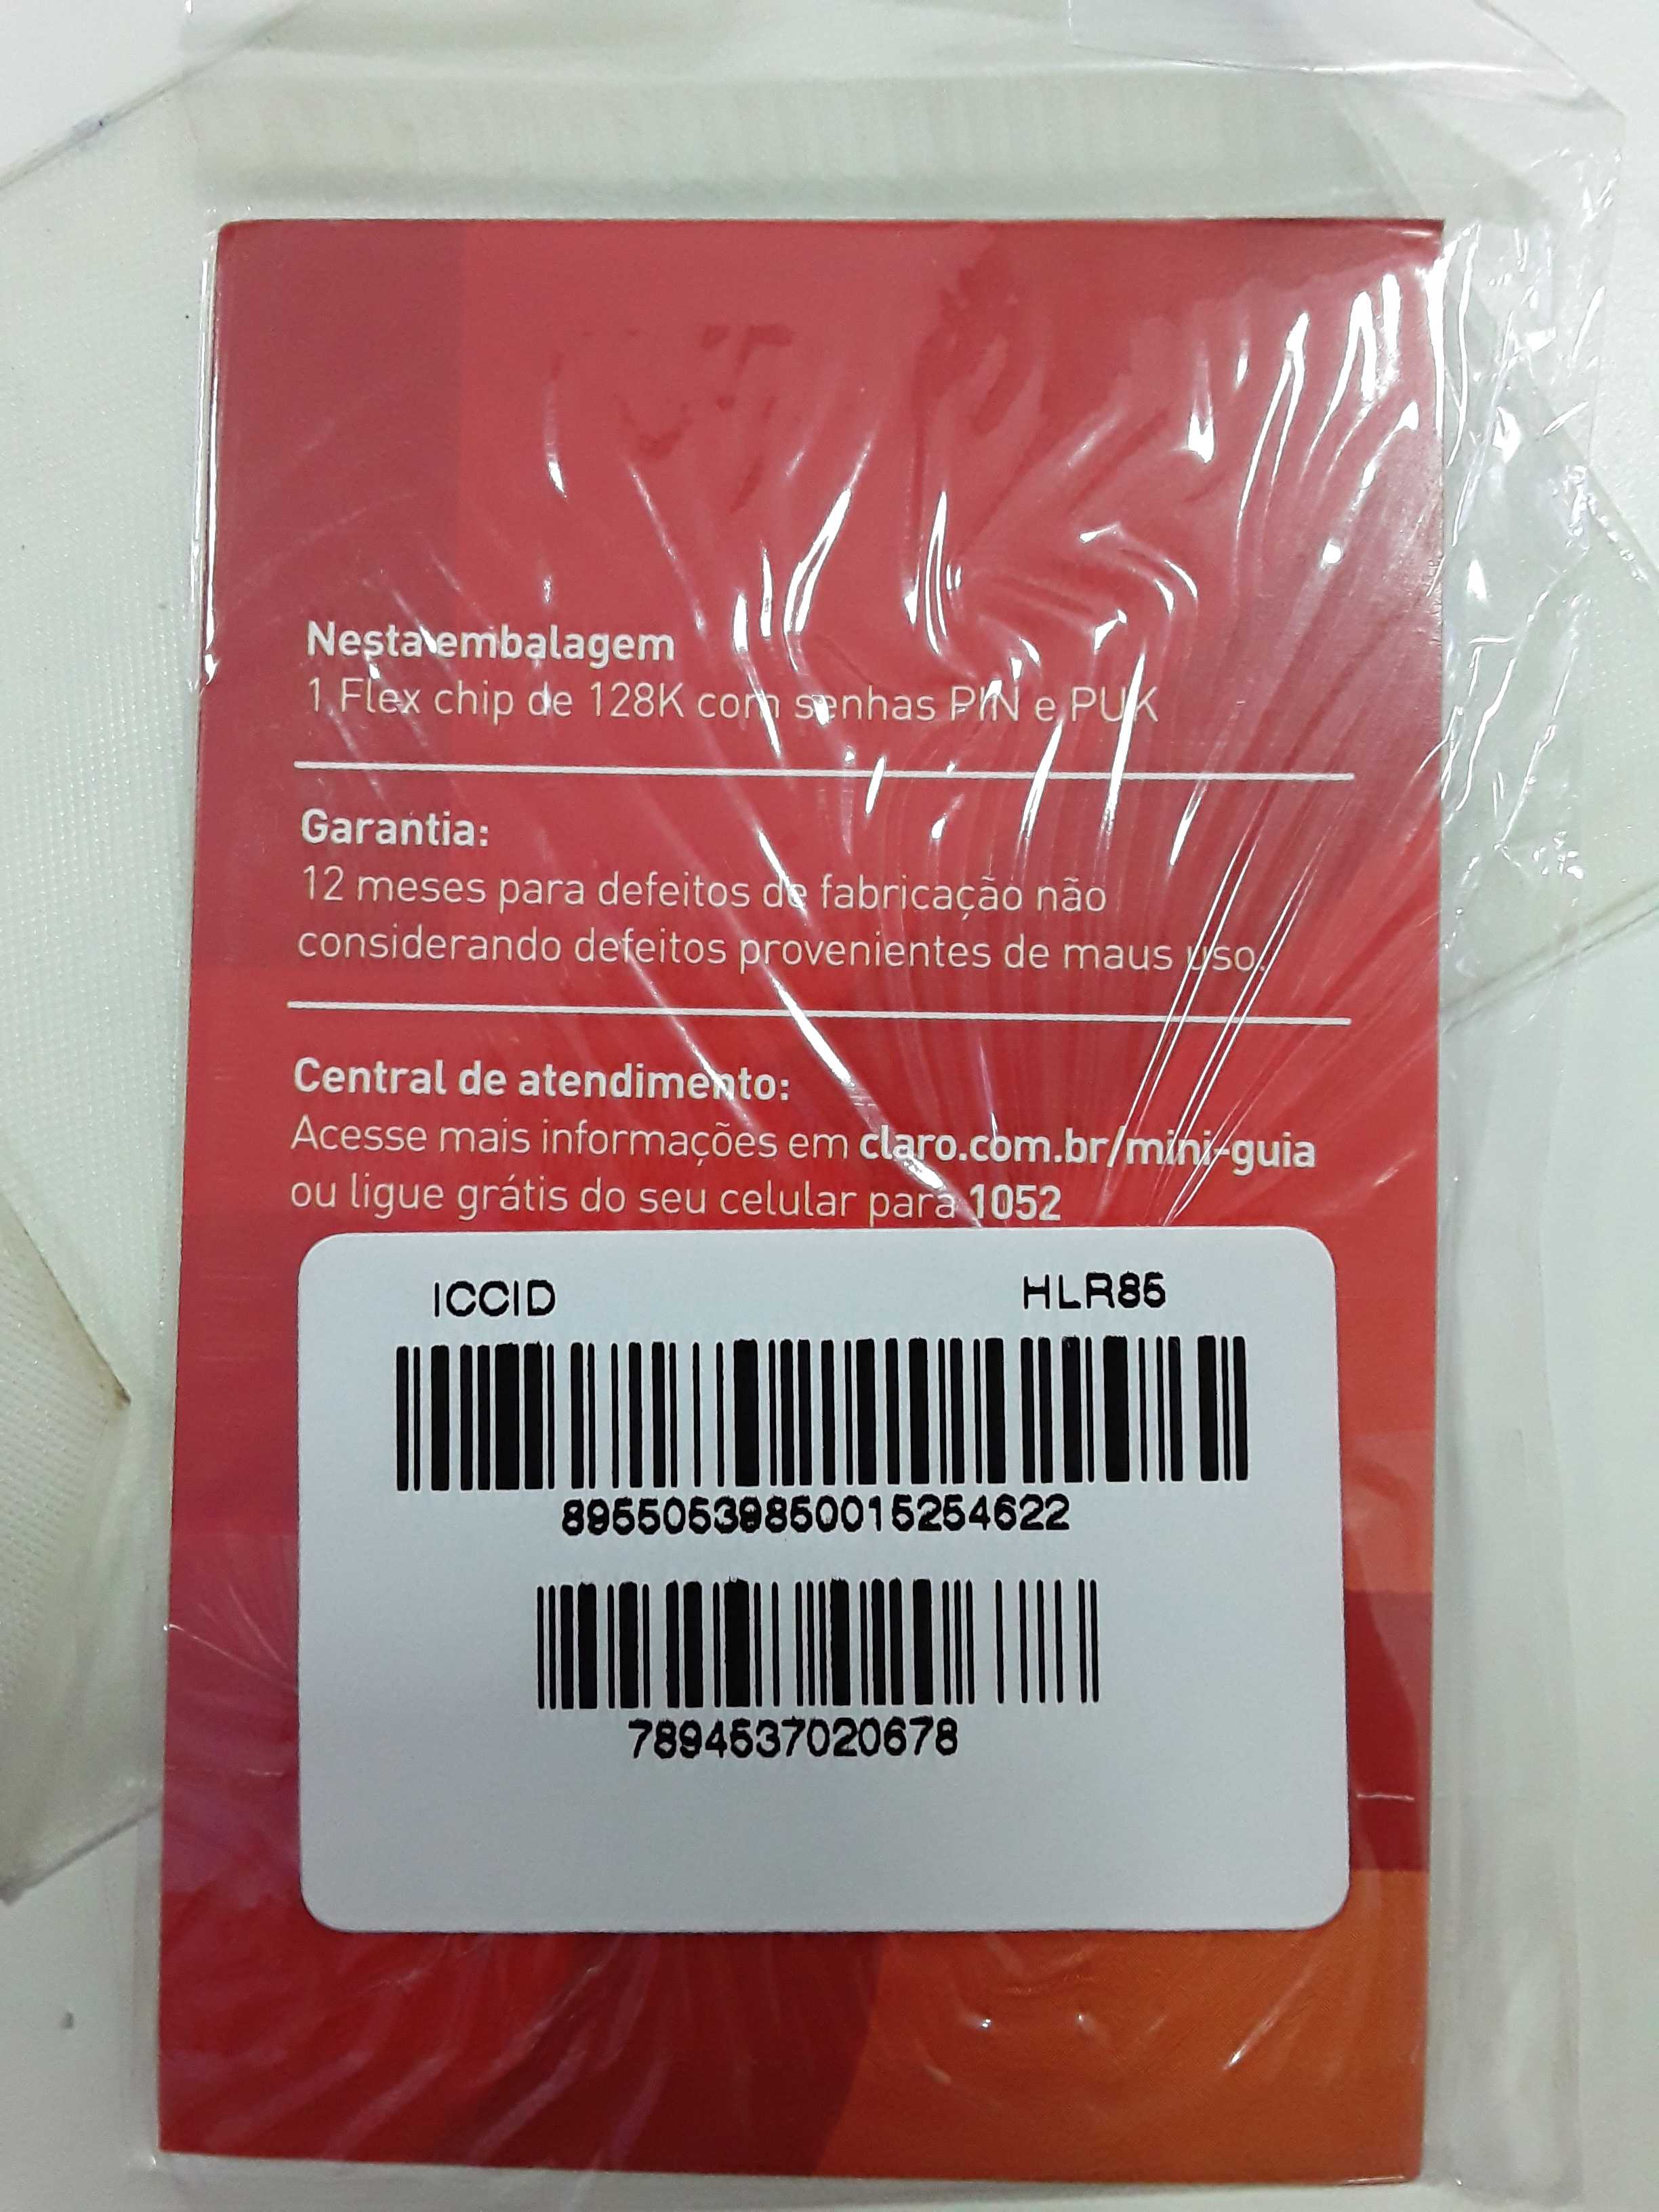 Nesta embalagem
1 Flex chip de 128K com senhas PIN e PUK
Garantia:
12 meses para defeitos de fabricação não
considerando defeitos provenientes de maus uso.
Central de atendimento:
Acesse mais informações em claro.com.br/mini-guia
ou ligue grátis do seu celular para 1052
ICCID HLR85
89550539850015254622
7894537020678